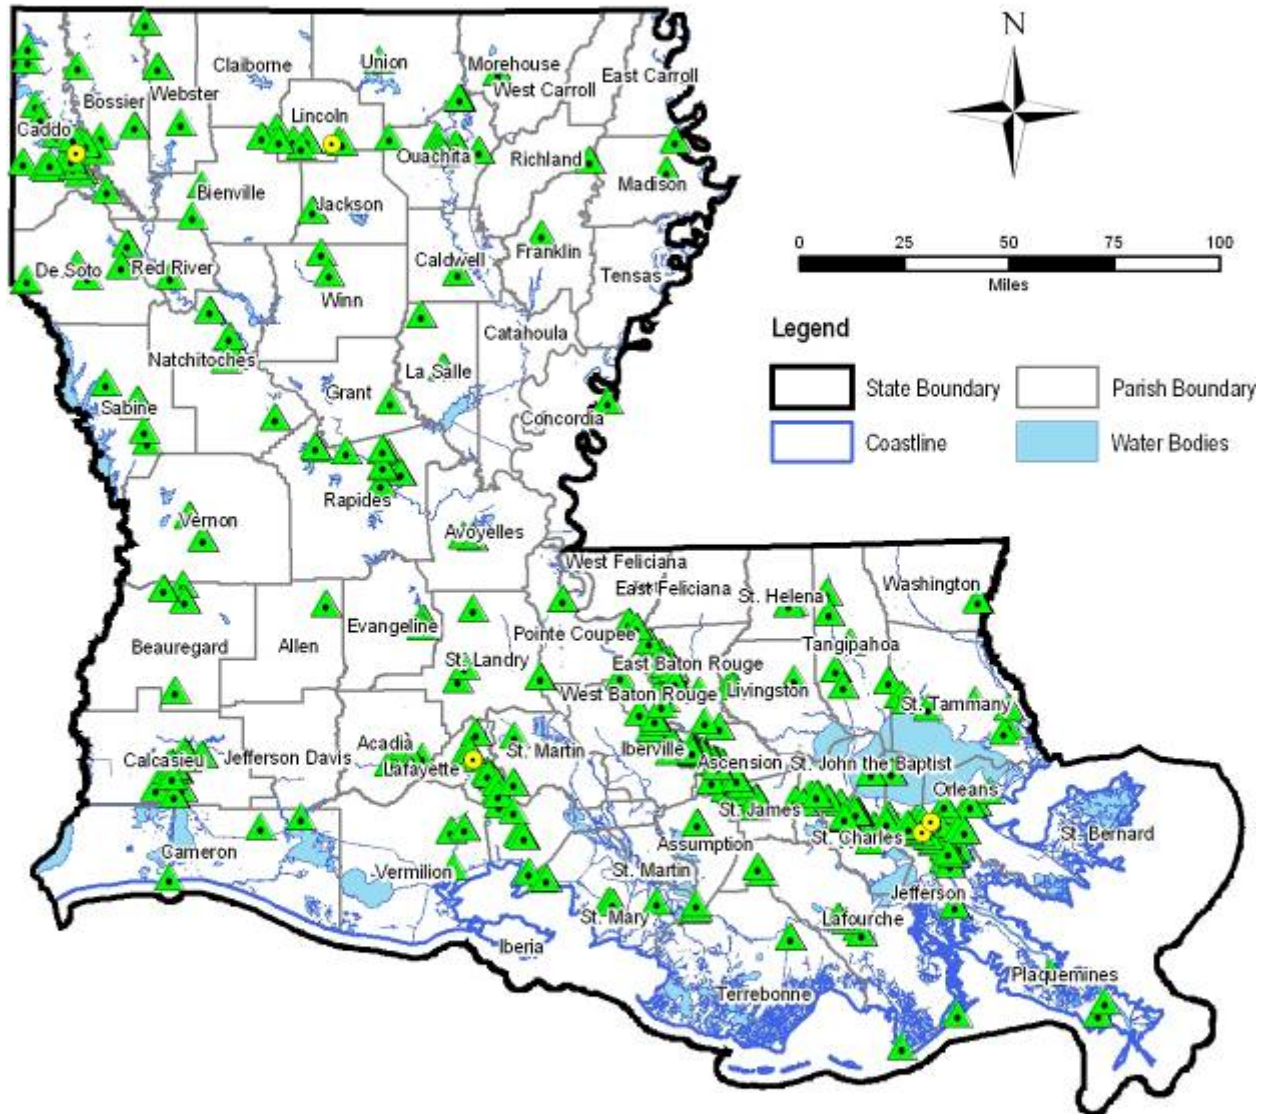 N
Claiborne
Union
Morehouse
East Carroll
West Carroll
Webster
Bossier
Lincoln
Caddo
Ouachita
Richland
Madison
Bienville
Jackson
Franklin
De Soto
Red River
Caldwell
Tensas
Winn
0 25 50 75 100
Miles
Catahoula
Natchitoches
La Salle
Grant
Sabine
Concordia
Legend
State Boundary
Parish Boundary
Coastline
Water Bodies
Rapides
Vernon
Avoyelles
West Feliciana
East Feliciana
St. Helena
Washington
Evangeline
Pointe Coupee
Beauregard
Allen
Tangipahoa
St. Landry
East Baton Rouge
West Baton Rouge
Livingston
St. Tammany
Acadia
St. Martin
Iberville
Calcasieu
Jefferson Davis
Lafayette
Ascension
St. John the Baptist
Orleans
St. James
St. Charles
St. Bernard
Assumption
Cameron
Vermilion
St. Martin
Jefferson
St. Mary
Lafourche
Iberia
Plaquemines
Terrebonne